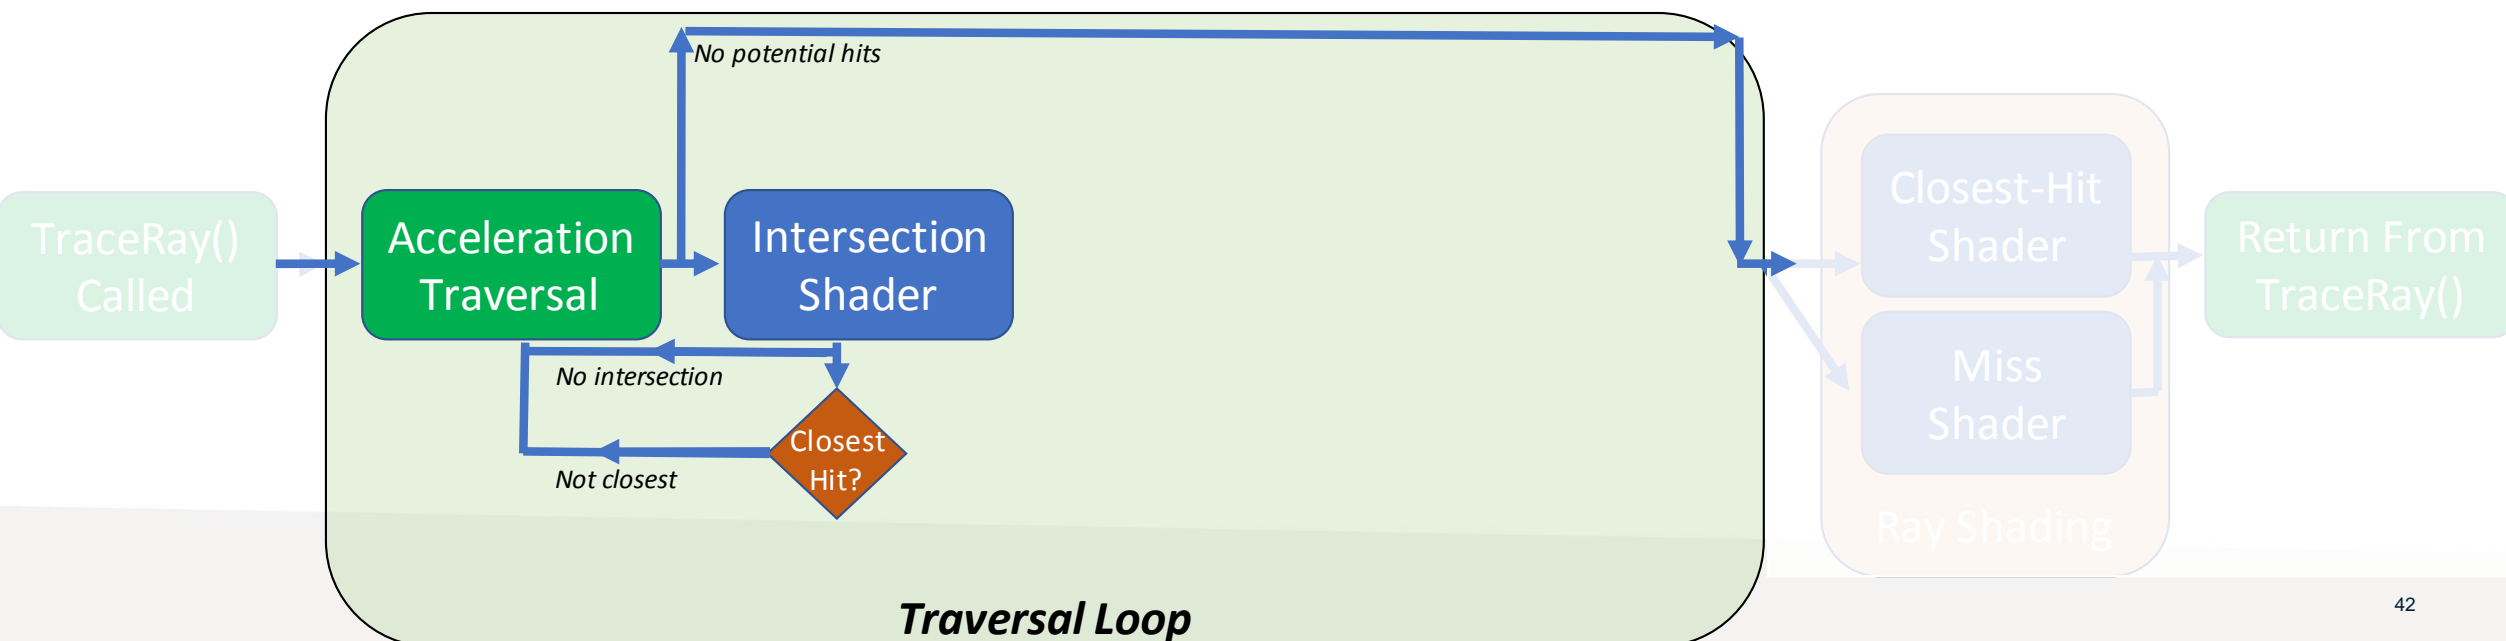 No potential hits
TraceRay()
Called
Acceleration
Traversal
Intersection
Shader
No intersection
Closest
Hit?
Not closest
Closest-Hit
Shader
Miss
Shader
Ray Shading
Return From
TraceRay()
Traversal Loop
42